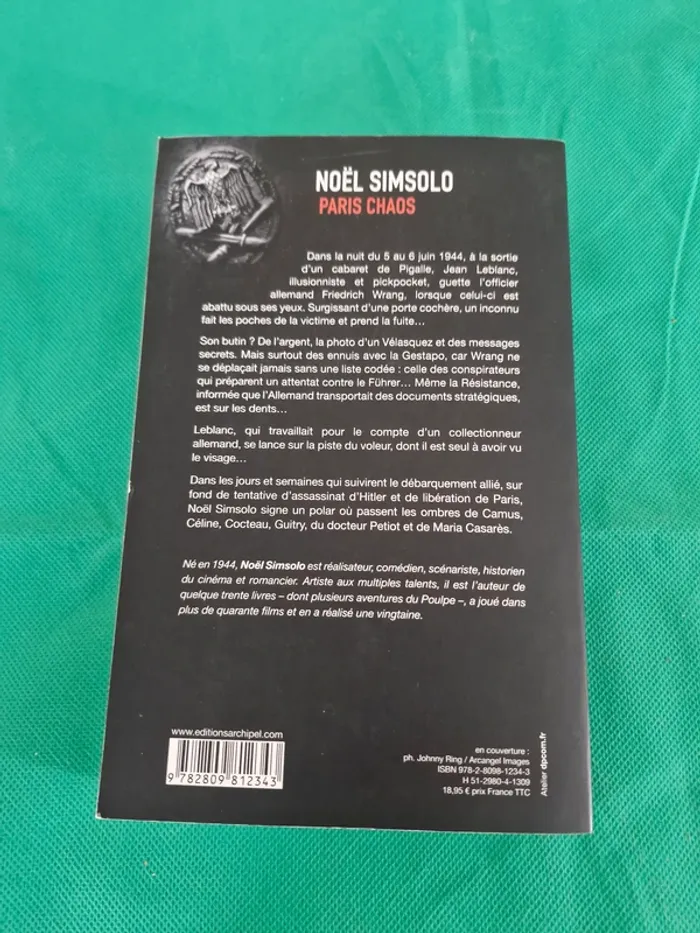 NOËL SIMSOLO
PARIS CHAOS
Dans la nuit du 5 au 6 juin 1944, à la sortie
d'un cabaret de Pigalle, Jean Leblanc,
illusionniste et pickpocket, guette l'officier
allemand Friedrich Wrang, lorsque celui-ci est
abattu sous ses yeux. Surgissant d'une porte cochère, un inconnu
fait les poches de la victime et prend la fuite…
Son butin ? De l'argent, la photo d'un Vélasquez et des messages
secrets. Mais surtout des ennuis avec la Gestapo, car Wrang ne
se déplaçait jamais sans une liste codée : celle des conspirateurs
qui préparent un attentat contre le Führer… Même la Résistance,
informée que l'Allemand transportait des documents stratégiques,
est sur les dents…
Leblanc, qui travaillait pour le compte d'un collectionneur
allemand, se lance sur la piste du voleur, dont il est seul à avoir vu
le visage…
Dans les jours et semaines qui suivirent le débarquement allié, sur
fond de tentative d'assassinat d'Hitler et de libération de Paris,
Noël Simsolo signe un polar où passent les ombres de Camus,
Céline, Cocteau, Guitry, du docteur Petiot et de Maria Casarès.
Né en 1944, Noël Simsolo est réalisateur, comédien, scénariste, historien
du cinéma et romancier. Artiste aux multiples talents, il est l'auteur de
quelque trente livres – dont plusieurs aventures du Poulpe –, a joué dans
plus de quarante films et en a réalisé une vingtaine.
www.editionsarchipel.com
9 782809 812343
en couverture :
ph. Johnny Ring / Arcangel Images
ISBN 978-2-8098-1234-3
H 51-2980-4-1309
18,95 € prix France TTC
Atelier dpcom.fr